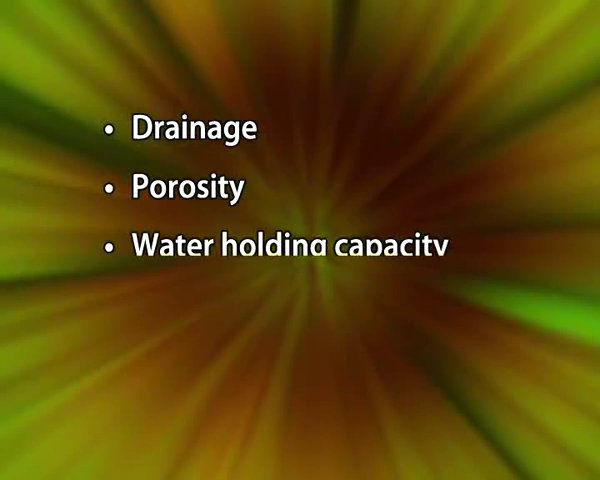 • Drainage
• Porosity
• Water holding capacity